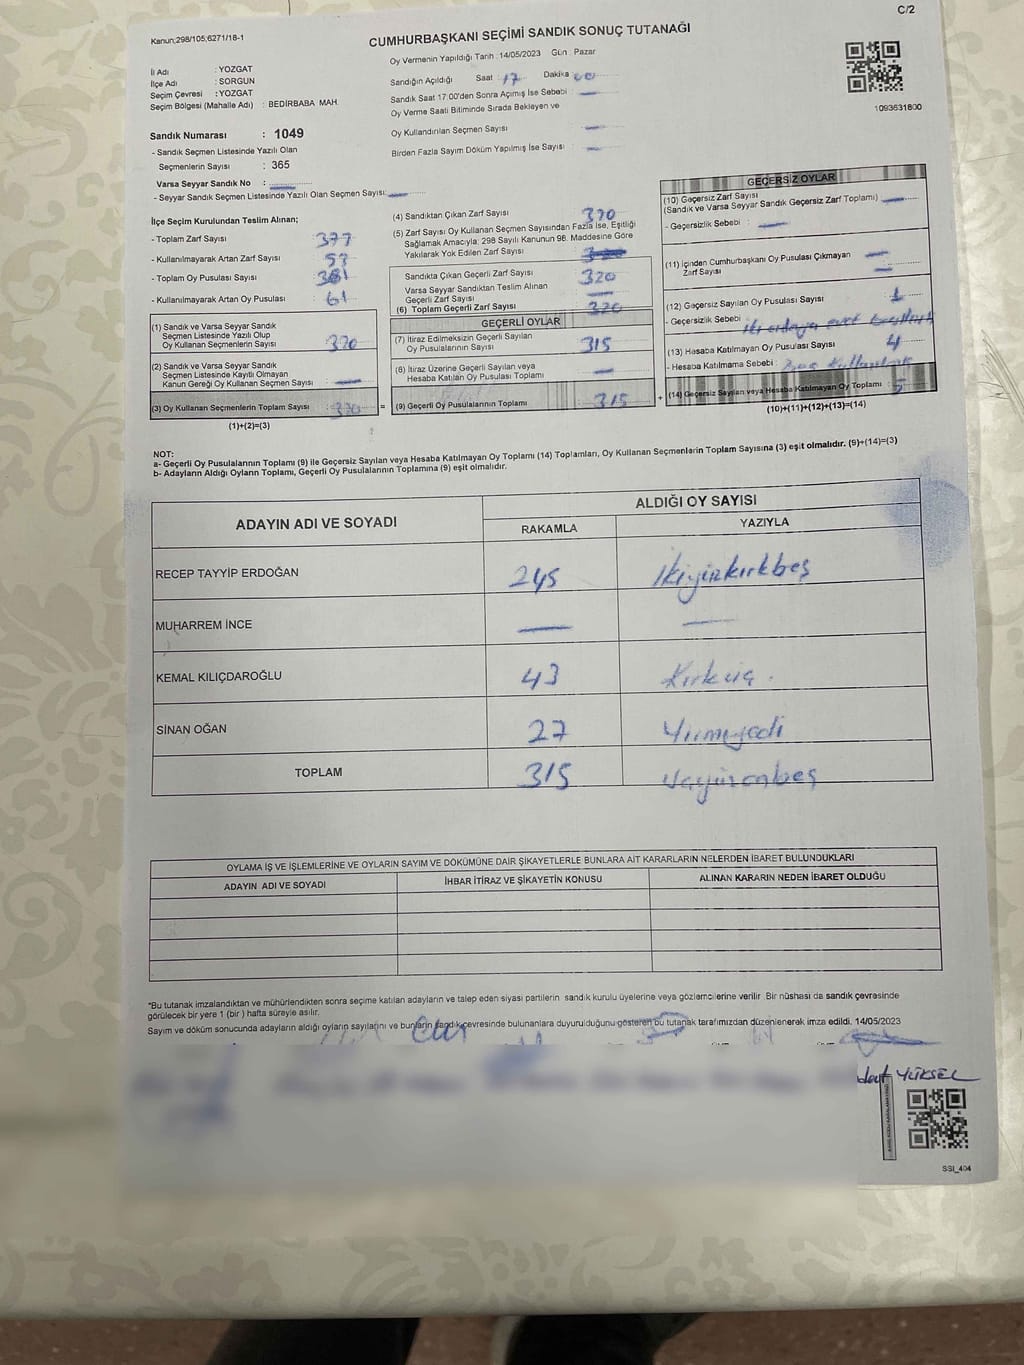 C/2
Kanun;298/105;6271/18-1
CUMHURBAŞKANI SEÇİMİ SANDIK SONUÇ TUTANAĞI
Oy Vermenin Yapıldığı Tarih :14/05/2023 Gün : Pazar
İl Adı : YOZGAT
İlçe Adı : SORGUN
Seçim Çevresi : YOZGAT
Seçim Bölgesi (Mahalle Adı) : BEDİRBABA MAH.
Sandığın Açıldığı Saat : 17 Dakika : 00
Sandık Saat 17:00'den Sonra Açımış İse Sebebi :
Oy Verme Saati Bitiminde Sırada Bekleyen ve
Oy Kullandırılan Seçmen Sayısı :
Birden Fazla Sayım Döküm Yapılmış İse Sayısı :
1093631800
Sandık Numarası : 1049
- Sandık Seçmen Listesinde Yazılı Olan
Seçmenlerin Sayısı : 365
Varsa Seyyar Sandık No :
- Seyyar Sandık Seçmen Listesinde Yazılı Olan Seçmen Sayısı:
İlçe Seçim Kurulundan Teslim Alınan;
- Toplam Zarf Sayısı : 377
- Kullanılmayarak Artan Zarf Sayısı : 57
- Toplam Oy Pusulası Sayısı : 381
- Kullanılmayarak Artan Oy Pusulası : 61
(1) Sandık ve Varsa Seyyar Sandık
Seçmen Listesinde Yazılı Olup
Oy Kullanan Seçmenlerin Sayısı : 320
(2) Sandık ve Varsa Seyyar Sandık
Seçmen Listesinde Kayıtlı Olmayan
Kanun Gereği Oy Kullanan Seçmen Sayısı :
(3) Oy Kullanan Seçmenlerin Toplam Sayısı : 320 =
(1)+(2)=(3)
(4) Sandıktan Çıkan Zarf Sayısı : 320
(5) Zarf Sayısı Oy Kullanan Seçmen Sayısından Fazla İse, Eşitliği
Sağlamak Amacıyla; 298 Sayılı Kanunun 98. Maddesine Göre
Yakılarak Yok Edilen Zarf Sayısı :
Sandıkta Çıkan Geçerli Zarf Sayısı : 320
Varsa Seyyar Sandıktan Teslim Alınan
Geçerli Zarf Sayısı :
(6) Toplam Geçerli Zarf Sayısı : 320
GEÇERLİ OYLAR
(7) İtiraz Edilmeksizin Geçerli Sayılan
Oy Pusulalarının Sayısı : 315
(8) İtiraz Üzerine Geçerli Sayılan veya
Hesaba Katılan Oy Pusulası Toplamı :
(9) Geçerli Oy Pusulalarının Toplamı : 315 +
GEÇERSİZ OYLAR
(10) Geçersiz Zarf Sayısı
(Sandık ve Varsa Seyyar Sandık Geçersiz Zarf Toplamı) :
- Geçersizlik Sebebi :
(11) İçinden Cumhurbaşkanı Oy Pusulası Çıkmayan
Zarf Sayısı :
(12) Geçersiz Sayılan Oy Pusulası Sayısı : 1
- Geçersizlik Sebebi : iki adaya evet
(13) Hesaba Katılmayan Oy Pusulası Sayısı : 4
- Hesaba Katılmama Sebebi :
(14) Geçersiz Sayılan veya Hesaba Katılmayan Oy Toplamı : 5
(10)+(11)+(12)+(13)=(14)
NOT:
a- Geçerli Oy Pusulalarının Toplamı (9) ile Geçersiz Sayılan veya Hesaba Katılmayan Oy Toplamı (14) Toplamları, Oy Kullanan Seçmenlerin Toplam Sayısına (3) eşit olmalıdır. (9)+(14)=(3)
b- Adayların Aldığı Oyların Toplamı, Geçerli Oy Pusulalarının Toplamına (9) eşit olmalıdır.
ADAYIN ADI VE SOYADI
ALDIĞI OY SAYISI
RAKAMLA YAZIYLA
RECEP TAYYİP ERDOĞAN 245 ikiyüzkırkbeş
MUHARREM İNCE
KEMAL KILIÇDAROĞLU 43 Kırküç.
SİNAN OĞAN 27 Yirmiyedi
TOPLAM 315 üçyüzonbeş
OYLAMA İŞ VE İŞLEMLERİNE VE OYLARIN SAYIM VE DÖKÜMÜNE DAİR ŞİKAYETLERLE BUNLARA AİT KARARLARIN NELERDEN İBARET BULUNDUKLARI
ADAYIN ADI VE SOYADI İHBAR İTİRAZ VE ŞİKAYETİN KONUSU ALINAN KARARIN NEDEN İBARET OLDUĞU
*Bu tutanak imzalandıktan ve mühürlendikten sonra seçime katılan adayların ve talep eden siyasi partilerin sandık kurulu üyelerine veya gözlemcilerine verilir. Bir nüshası da sandık çevresinde
görülecek bir yere 1 (bir) hafta süreyle asılır.
Sayım ve döküm sonucunda adayların aldığı oyların sayılarını ve bunların sandık çevresinde bulunanlara duyurulduğunu gösteren bu tutanak tarafımızdan düzenlenerek imza edildi. 14/05/2023
YÜKSEL
SSI_404